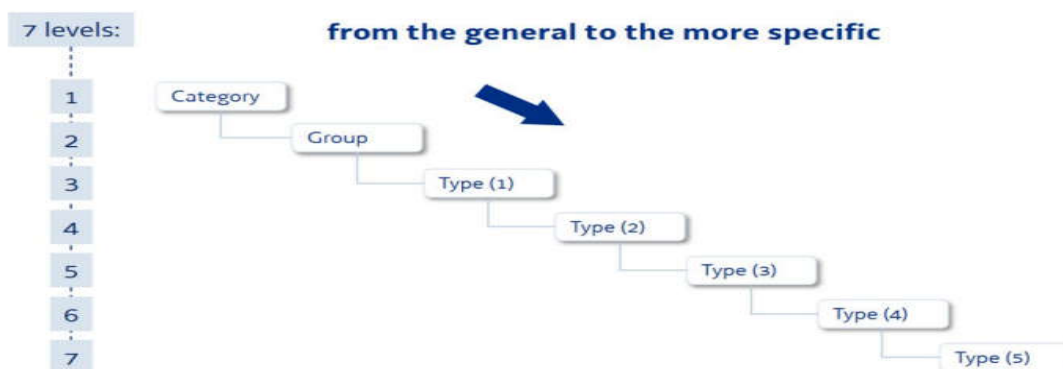 7 levels:
from the general to the more specific
1
Category
2
Group
3
Type (1)
4
Type (2)
5
Type (3)
6
Type (4)
7
Type (5)